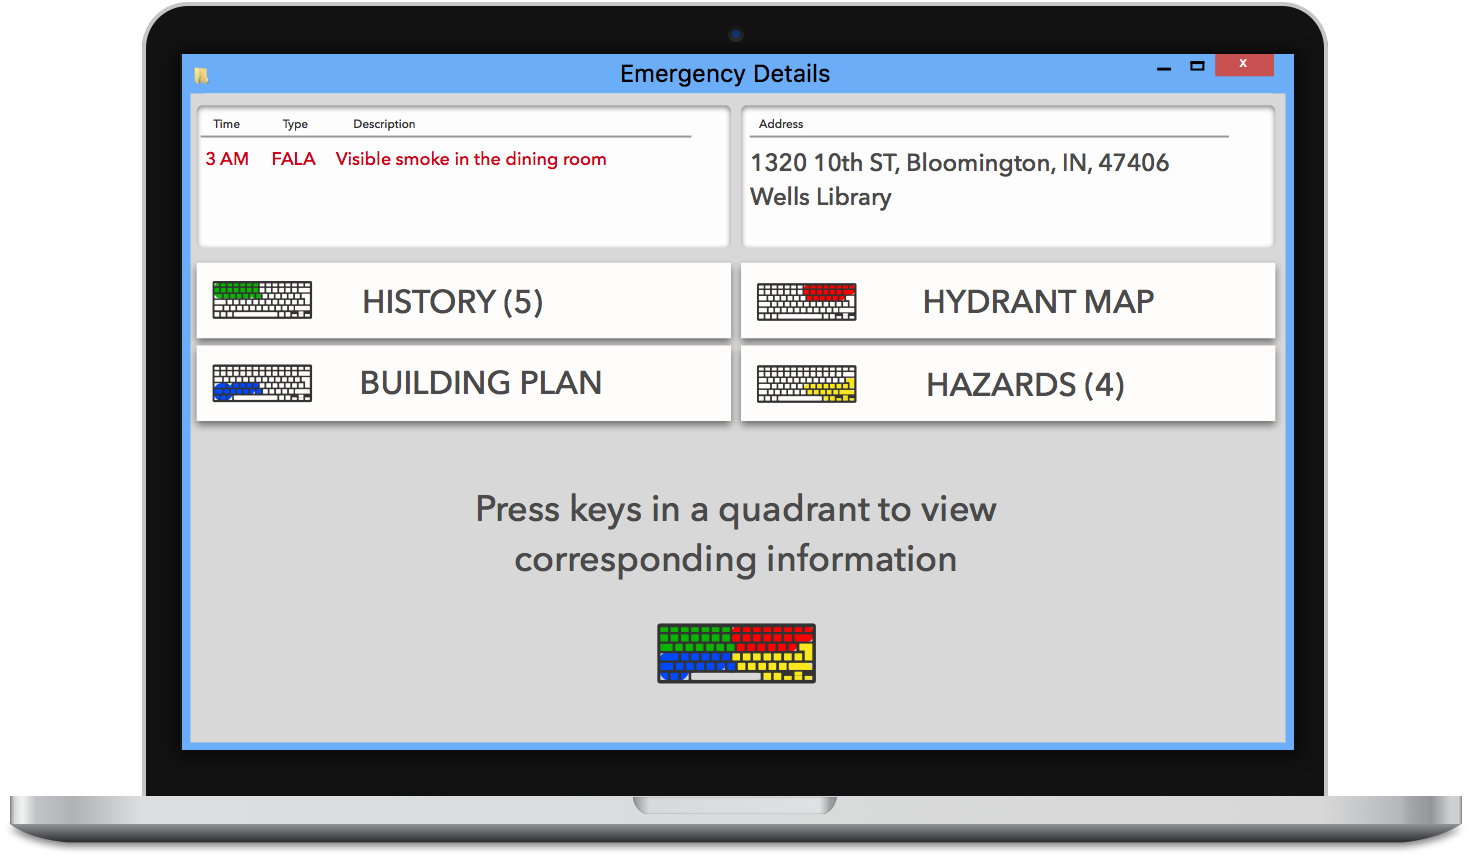 Emergency Details
x
Time Type Description
3 AM FALA Visible smoke in the dining room
Address
1320 10th ST, Bloomington, IN, 47406
Wells Library
HISTORY (5)
HYDRANT MAP
BUILDING PLAN
HAZARDS (4)
Press keys in a quadrant to view
corresponding information